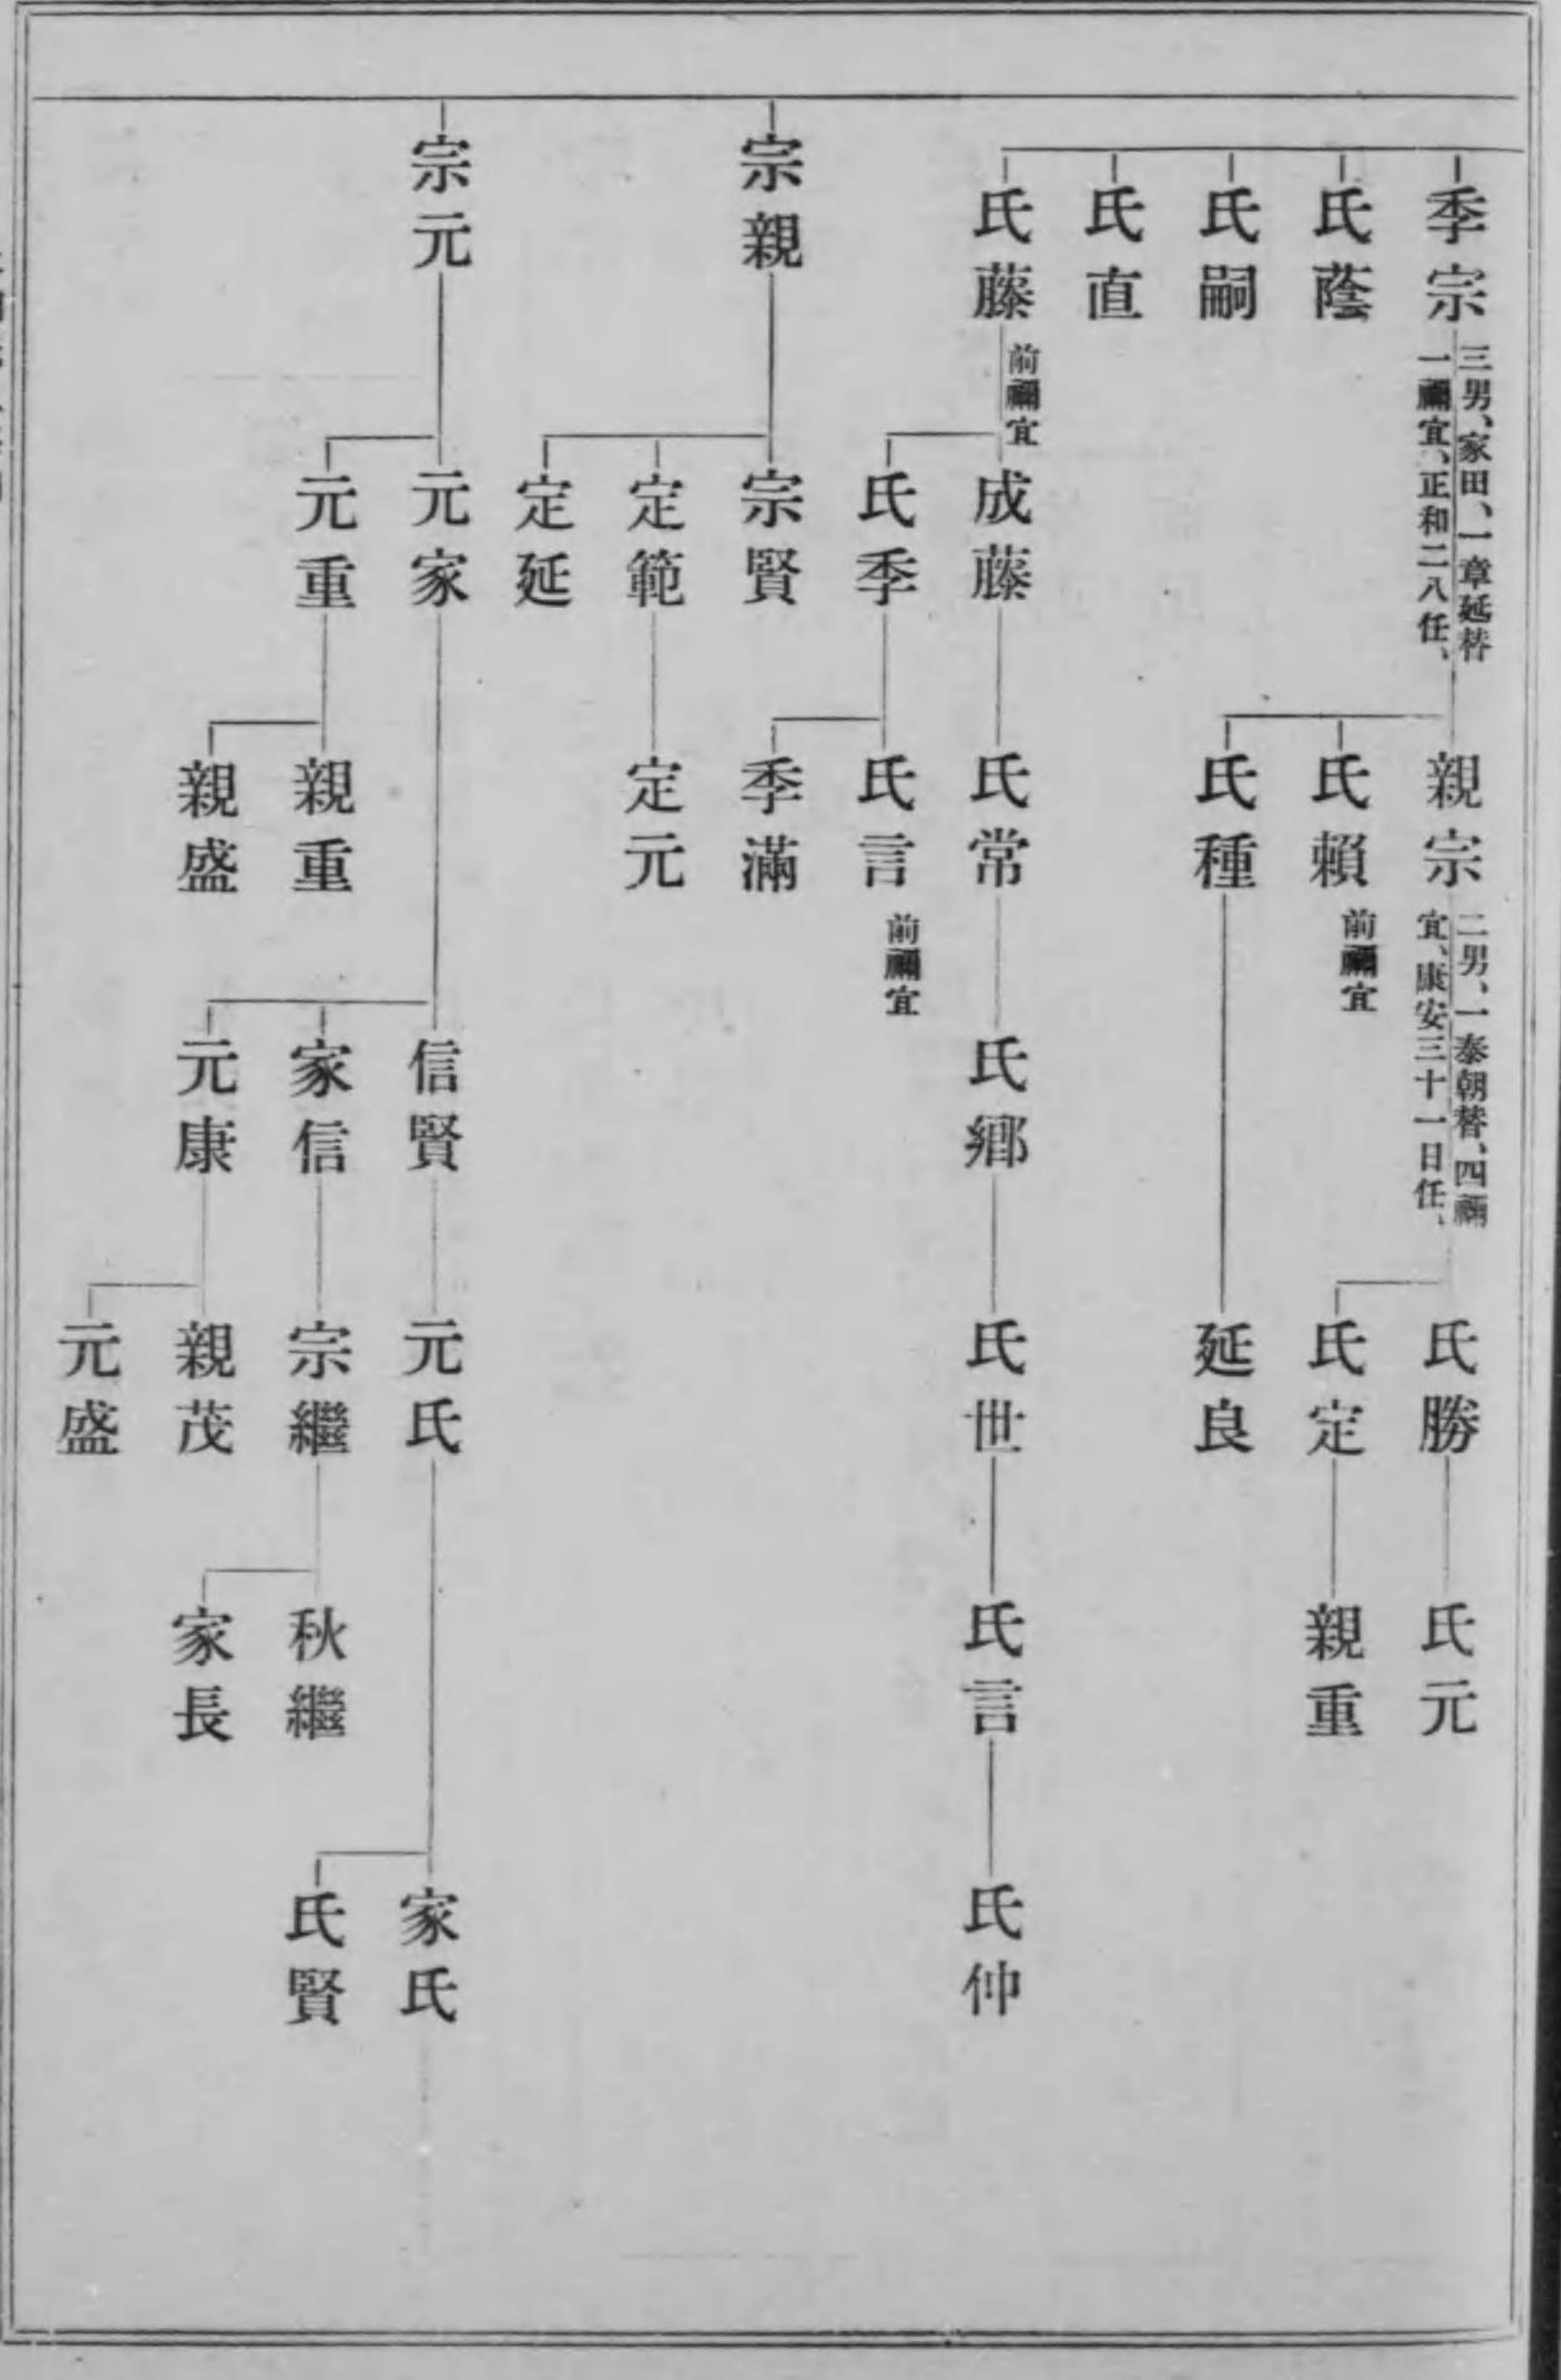 季宗
三男、家田、一章延替
一禰宜、正和二八任、
親宗
二男、一泰朝替、四禰
宜、康安三十一日任、
氏勝
氏元
氏定
親重
氏賴
前禰宜
氏種
延良
氏蔭
氏嗣
氏直
氏藤
前禰宜
成藤
氏常
氏鄕
氏世
氏言
氏仲
氏季
氏言
前禰宜
季滿
宗親
宗賢
定範
定元
定延
宗元
元家
信賢
元氏
家氏
氏賢
家信
宗繼
秋繼
家長
元康
親茂
元盛
元重
親重
親盛